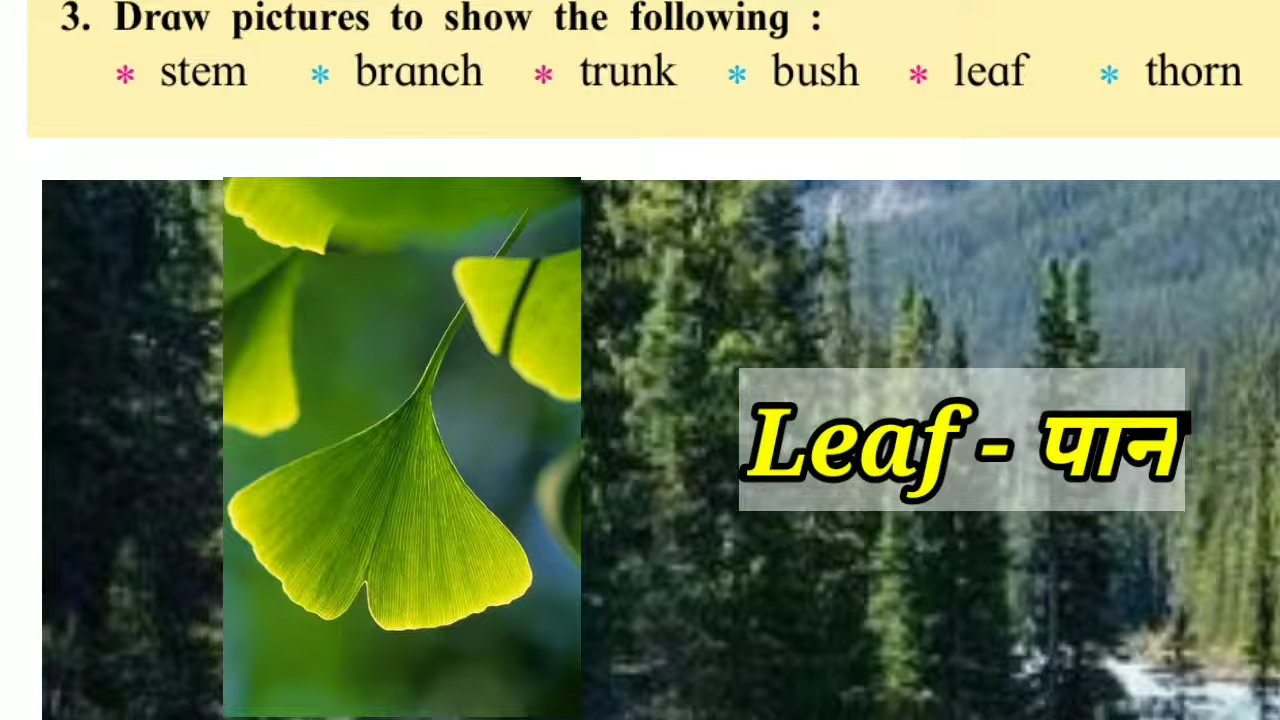 3. Draw pictures to show the following :
* stem * branch * trunk * bush * leaf * thorn
Leaf - पान